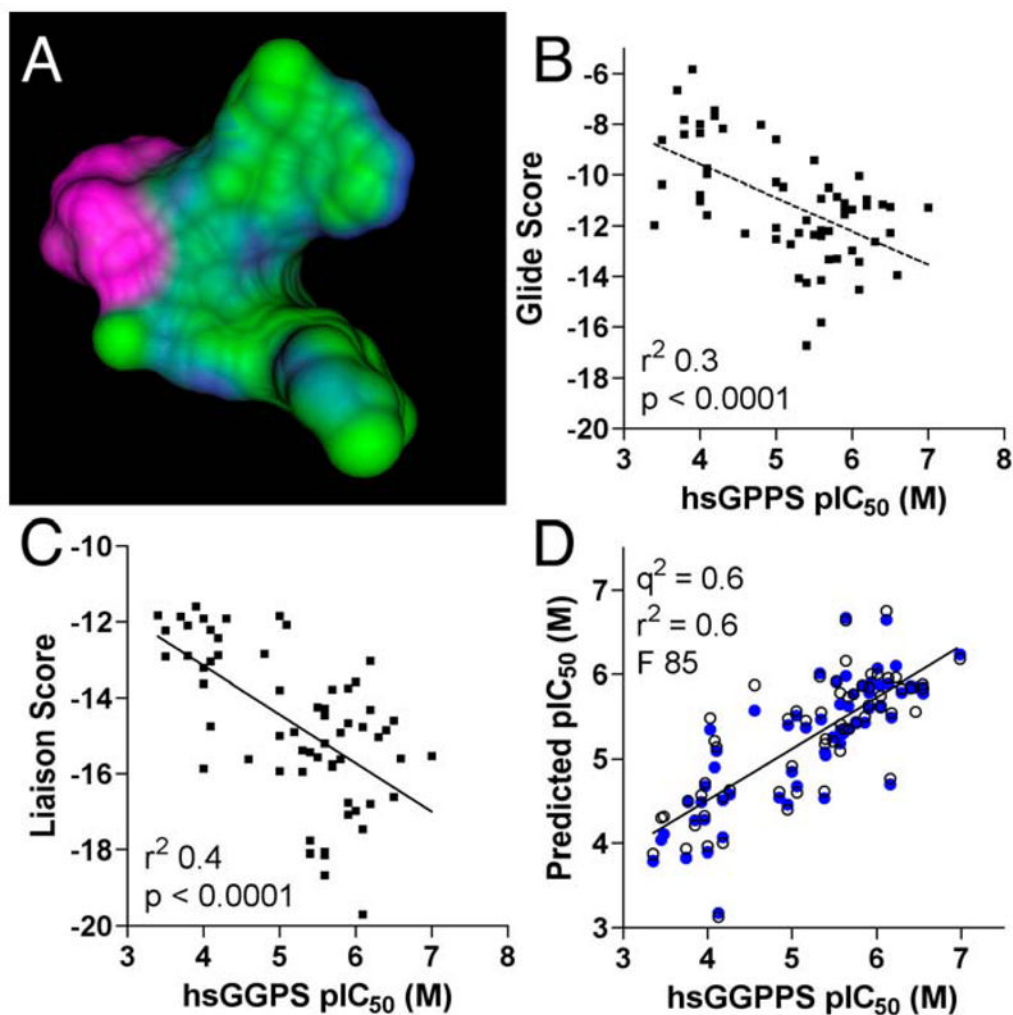 A
B
Glide Score
-6
-8
-10
-12
-14
-16
-18
-20
r² 0.3
p < 0.0001
3 4 5 6 7 8
hsGPPS pIC₅₀ (M)
C
Liaison Score
-10
-12
-14
-16
-18
-20
r² 0.4
p < 0.0001
3 4 5 6 7 8
hsGGPS pIC₅₀ (M)
D
Predicted pIC₅₀ (M)
q² = 0.6
r² = 0.6
F 85
7
6
5
4
3
3 4 5 6 7
hsGGPPS pIC₅₀ (M)